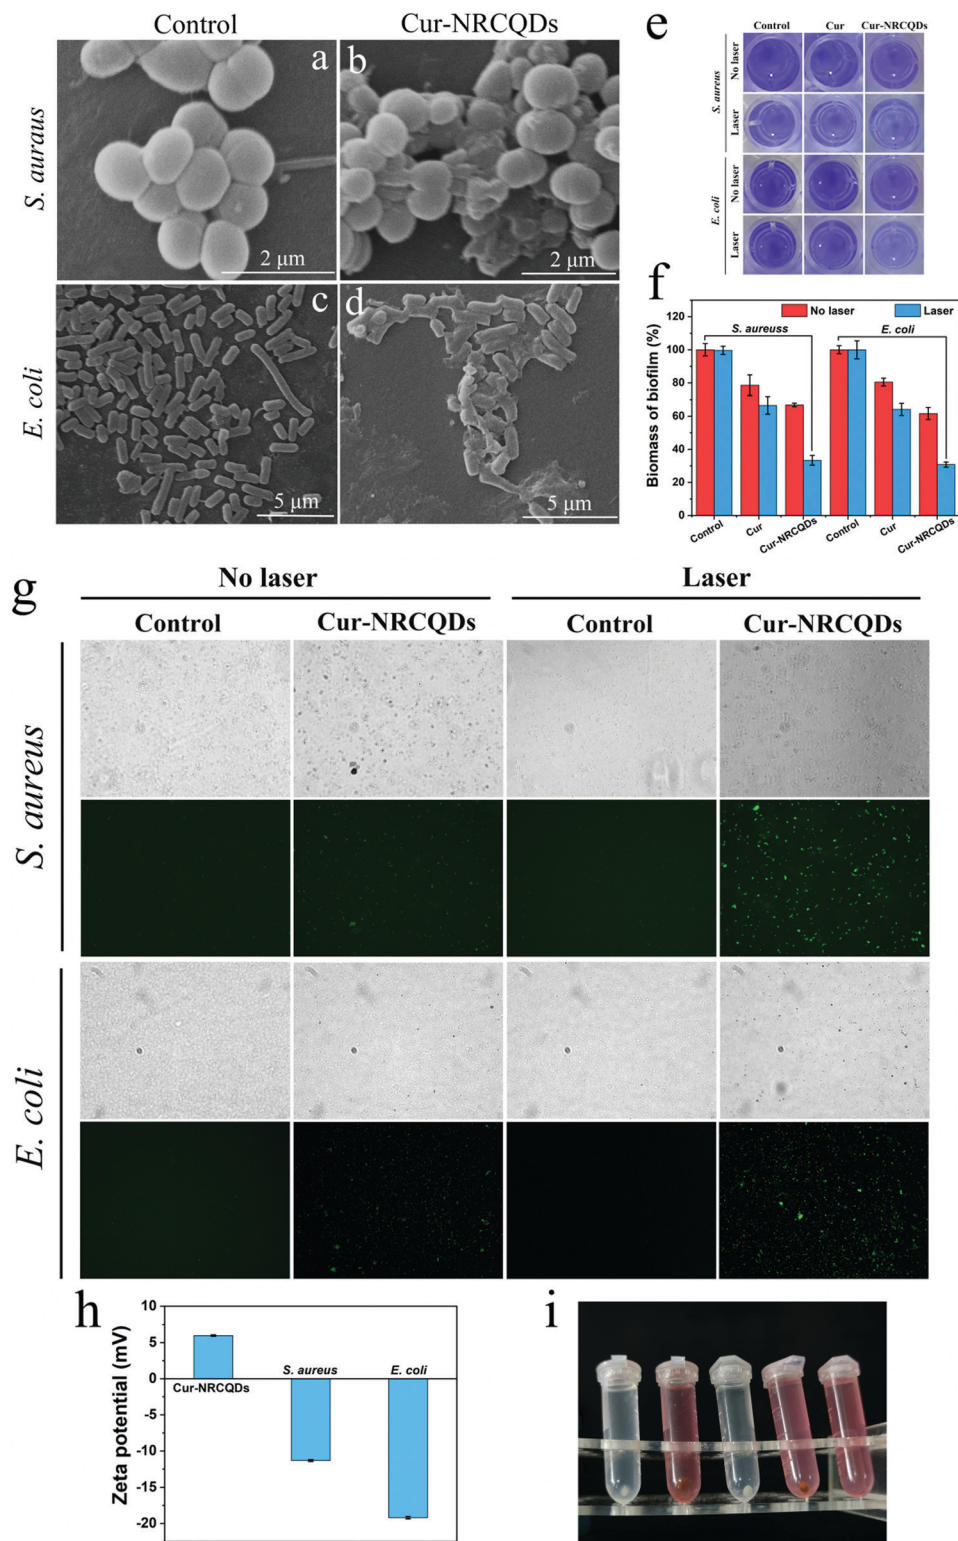 Control
Cur-NRCQDs
S. auraus
a
b
2 µm
2 µm
E. coli
c
d
5 µm
5 µm
e
Control
Cur
Cur-NRCQDs
S. aureus
No laser
Laser
E. coli
No laser
Laser
f
No laser
Laser
Biomass of biofilm (%)
120
100
80
60
40
20
0
S. aureuss
E. coli
Control
Cur
Cur-NRCQDs
Control
Cur
Cur-NRCQDs
g
No laser
Laser
Control
Cur-NRCQDs
Control
Cur-NRCQDs
S. aureus
E. coli
h
Zeta potential (mV)
10
5
0
-5
-10
-15
-20
Cur-NRCQDs
S. aureus
E. coli
i